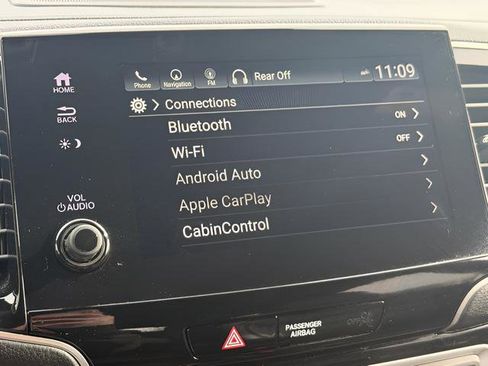 Phone Navigation FM Rear Off 11:09
HOME
Connections
BACK
Bluetooth ON
Wi-Fi OFF
Android Auto
Apple CarPlay
CabinControl
VOL
AUDIO
PASSENGER
AIRBAG